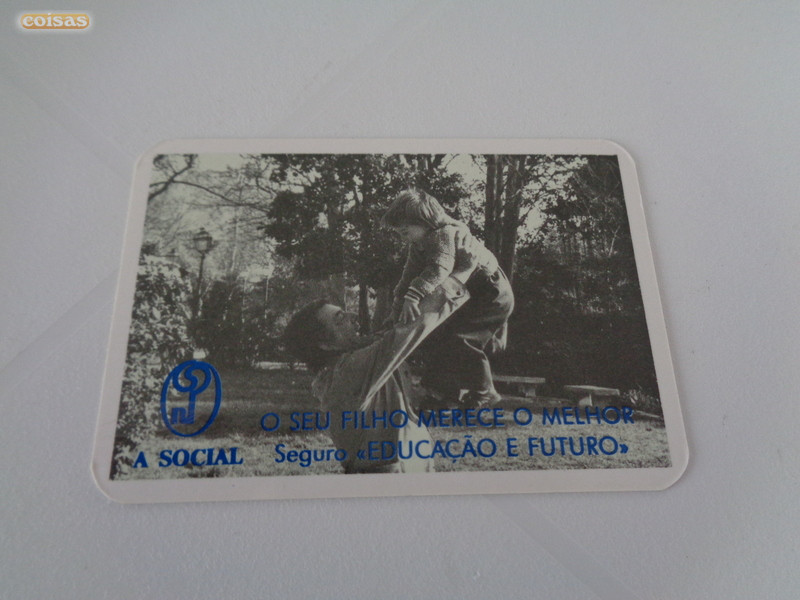 coisas
O SEU FILHO MERECE O MELHOR
Seguro «EDUCAÇÃO E FUTURO»
A SOCIAL